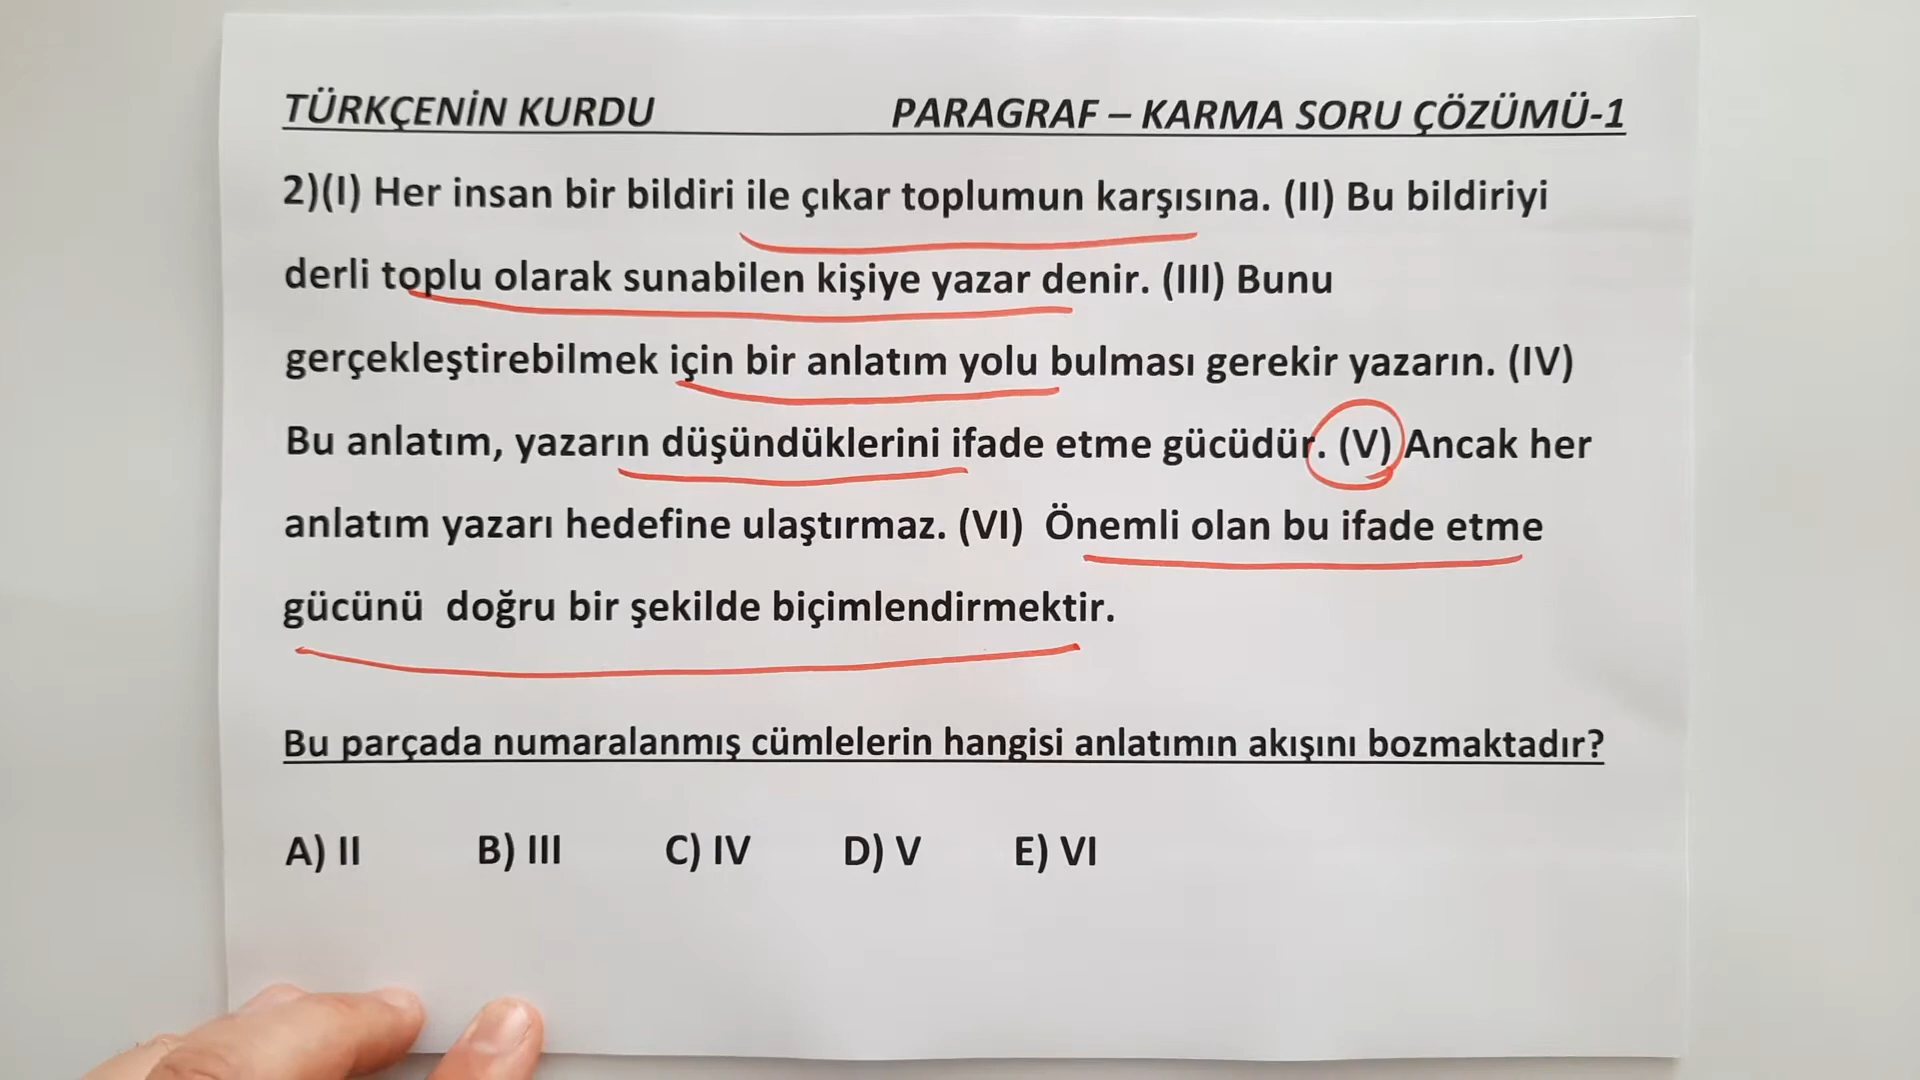 TÜRKÇENİN KURDU PARAGRAF – KARMA SORU ÇÖZÜMÜ-1
2)(I) Her insan bir bildiri ile çıkar toplumun karşısına. (II) Bu bildiriyi
derli toplu olarak sunabilen kişiye yazar denir. (III) Bunu
gerçekleştirebilmek için bir anlatım yolu bulması gerekir yazarın. (IV)
Bu anlatım, yazarın düşündüklerini ifade etme gücüdür. (V) Ancak her
anlatım yazarı hedefine ulaştırmaz. (VI) Önemli olan bu ifade etme
gücünü doğru bir şekilde biçimlendirmektir.
Bu parçada numaralanmış cümlelerin hangisi anlatımın akışını bozmaktadır?
A) II B) III C) IV D) V E) VI